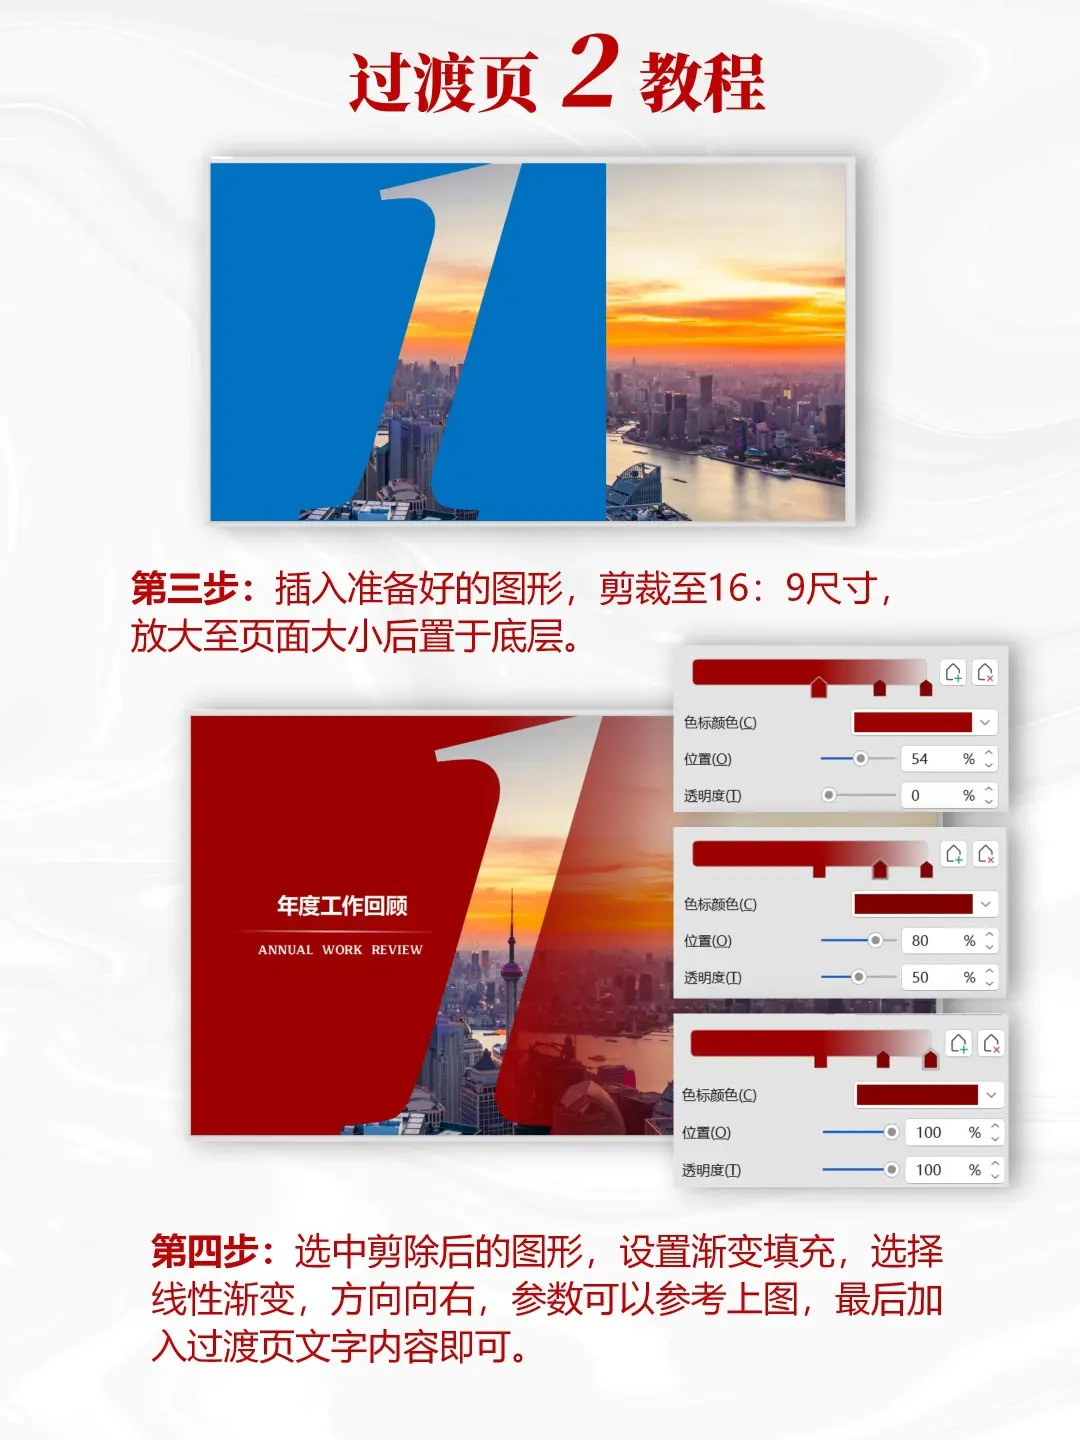 过渡页 2 教程
1
第三步：插入准备好的图形，剪裁至16：9尺寸，
放大至页面大小后置于底层。
1
年度工作回顾
ANNUAL WORK REVIEW
色标颜色(C)
位置(O) 54 %
透明度(T) 0 %
色标颜色(C)
位置(O) 80 %
透明度(T) 50 %
色标颜色(C)
位置(O) 100 %
透明度(T) 100 %
第四步：选中剪除后的图形，设置渐变填充，选择
线性渐变，方向向右，参数可以参考上图，最后加
入过渡页文字内容即可。